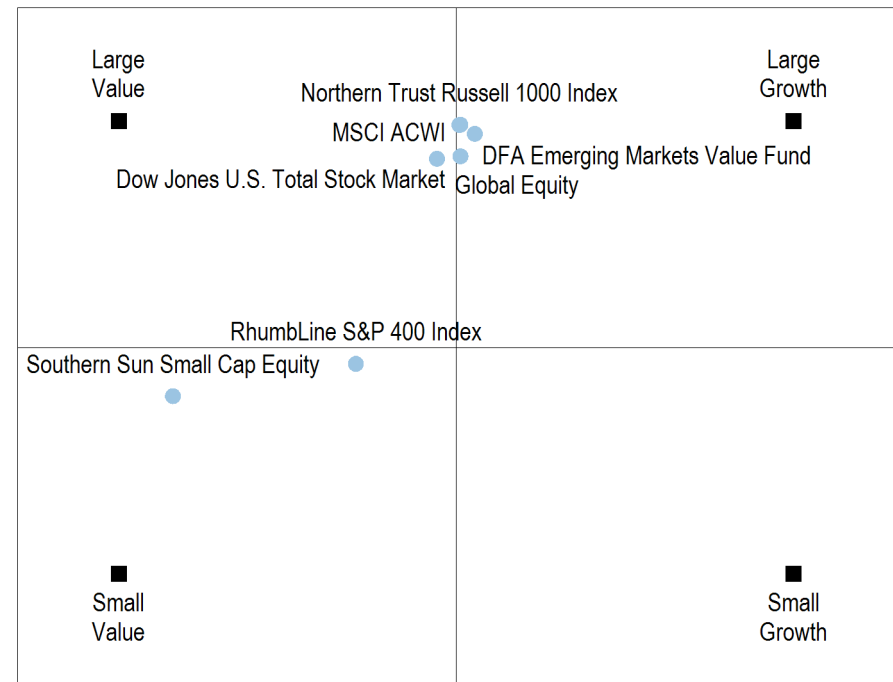 Large
Value
Large
Growth
Northern Trust Russell 1000 Index
MSCI ACWI
DFA Emerging Markets Value Fund
Dow Jones U.S. Total Stock Market
Global Equity
RhumbLine S&P 400 Index
Southern Sun Small Cap Equity
Small
Value
Small
Growth